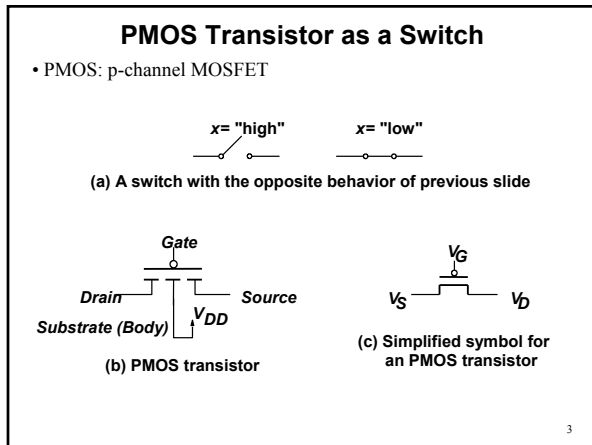 PMOS Transistor as a Switch
• PMOS: p-channel MOSFET
x= "high" x= "low"
(a) A switch with the opposite behavior of previous slide
Gate
Drain Source
Substrate (Body) VDD
(b) PMOS transistor
VG
VS VD
(c) Simplified symbol for
an PMOS transistor
3